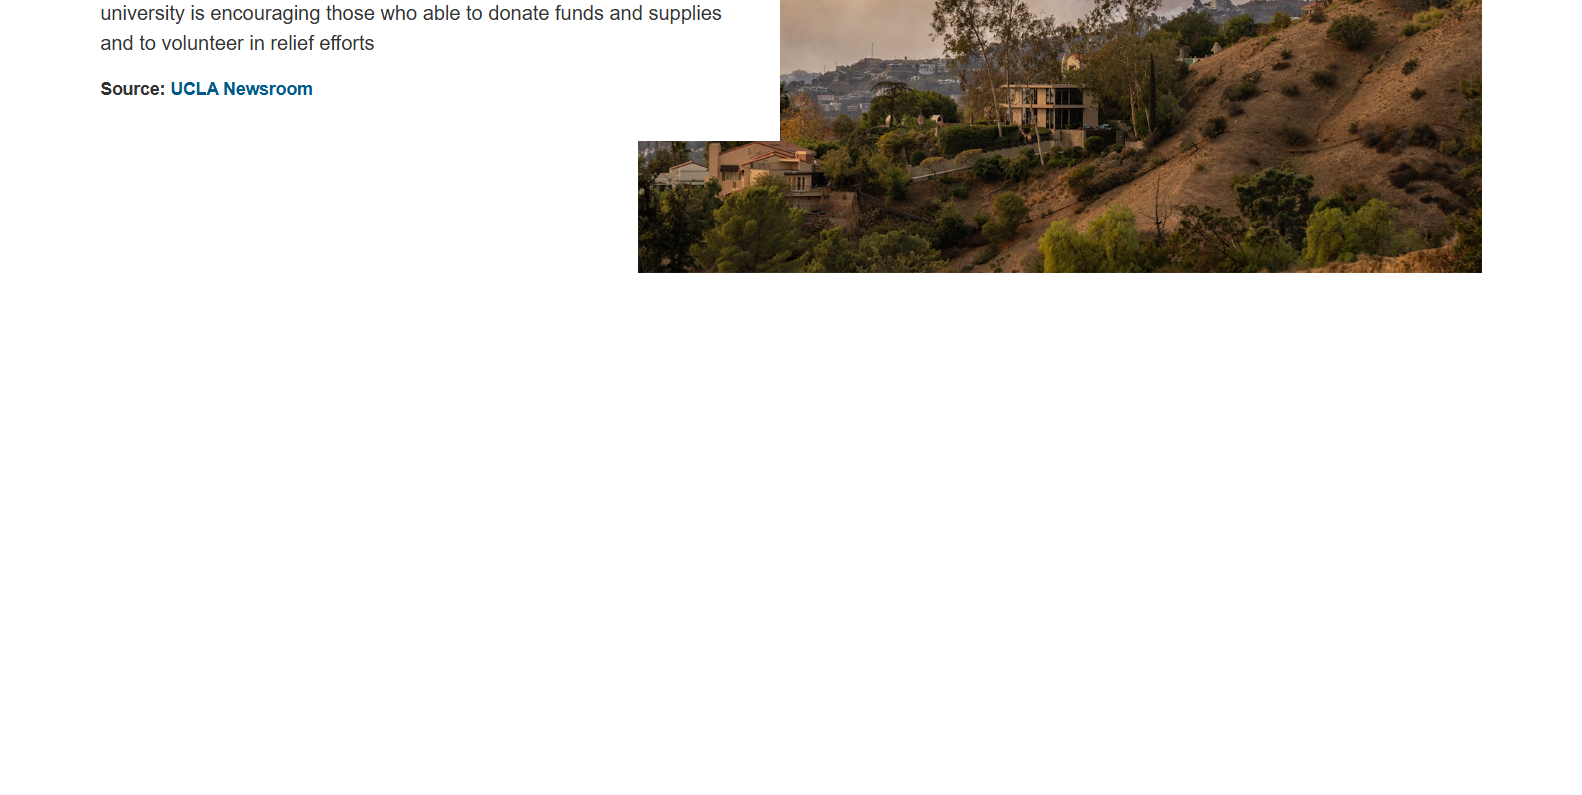 university is encouraging those who able to donate funds and supplies
and to volunteer in relief efforts
Source: UCLA Newsroom